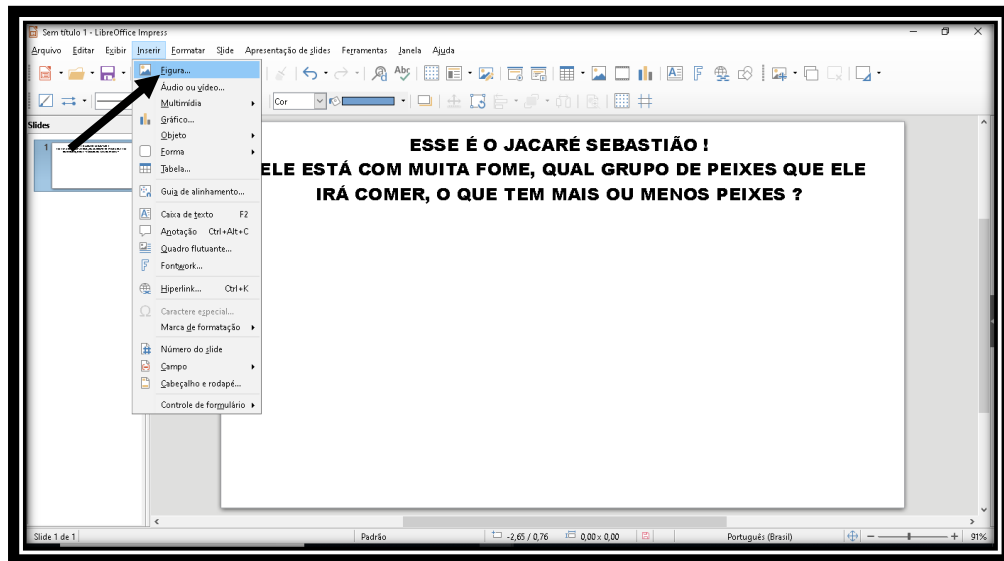 Sem título 1 - LibreOffice Impress
Arquivo Editar Exibir Inserir Formatar Slide Apresentação de slides Ferramentas Janela Ajuda
Figura...
Áudio ou vídeo...
Multimídia
Gráfico...
Objeto
Forma
Tabela...
Guia de alinhamento...
Caixa de texto F2
Anotação Ctrl+Alt+C
Quadro flutuante...
Fontwork...
Hiperlink... Ctrl+K
Caractere especial...
Marca de formatação
Número do slide
Campo
Cabeçalho e rodapé...
Controle de formulário
Cor
Slides
1
ESSE É O JACARÉ SEBASTIÃO !
ELE ESTÁ COM MUITA FOME, QUAL GRUPO DE PEIXES QUE ELE
IRÁ COMER, O QUE TEM MAIS OU MENOS PEIXES ?
Slide 1 de 1 Padrão -2,65 / 0,76 0,00 x 0,00 Português (Brasil) 91%